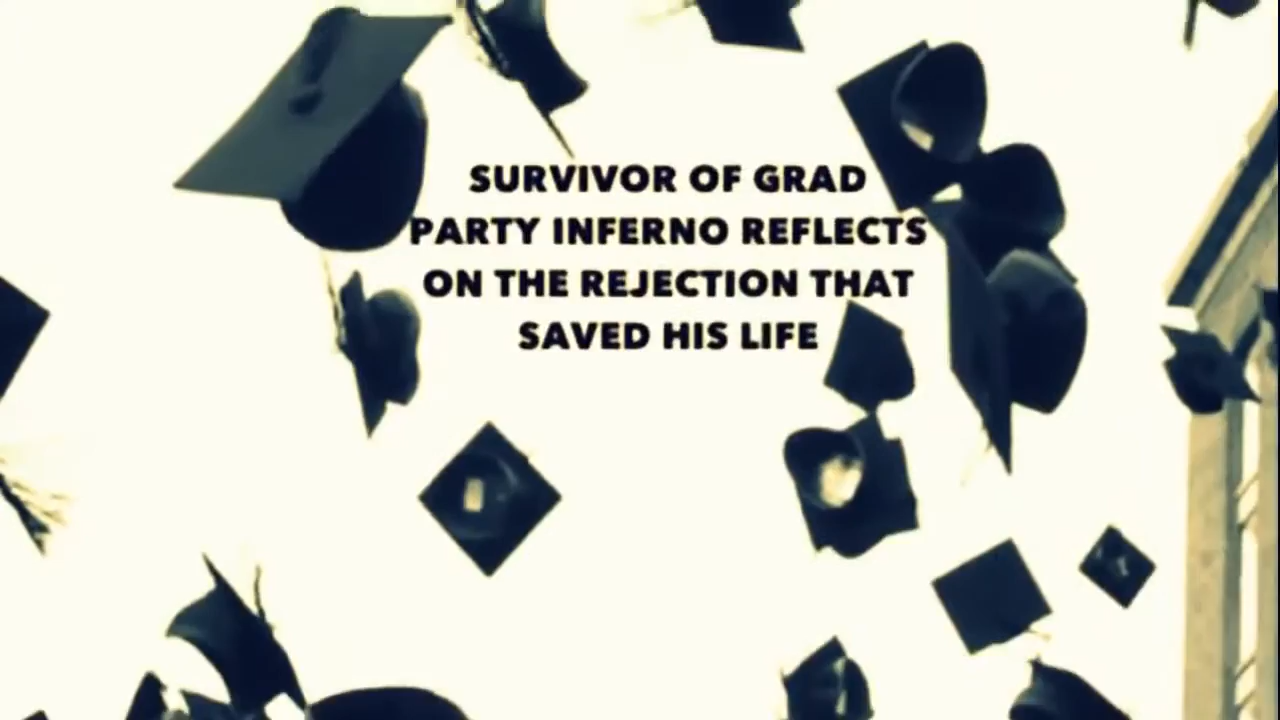 SURVIVOR OF GRAD
PARTY INFERNO REFLECTS
ON THE REJECTION THAT
SAVED HIS LIFE